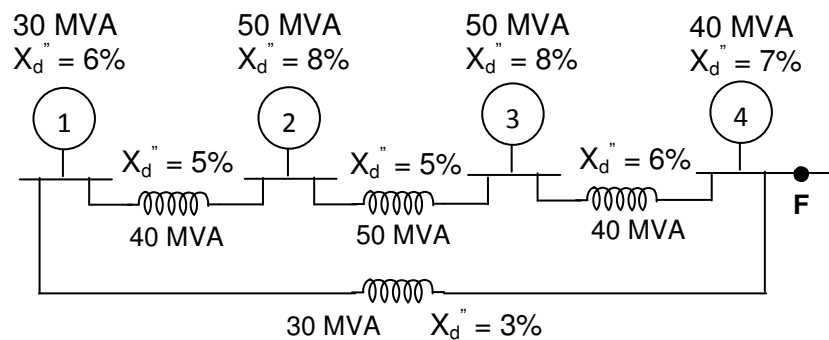 30 MVA
X_d" = 6%
50 MVA
X_d" = 8%
50 MVA
X_d" = 8%
40 MVA
X_d" = 7%
1
2
3
4
X_d" = 5%
40 MVA
X_d" = 5%
50 MVA
X_d" = 6%
40 MVA
F
30 MVA X_d" = 3%